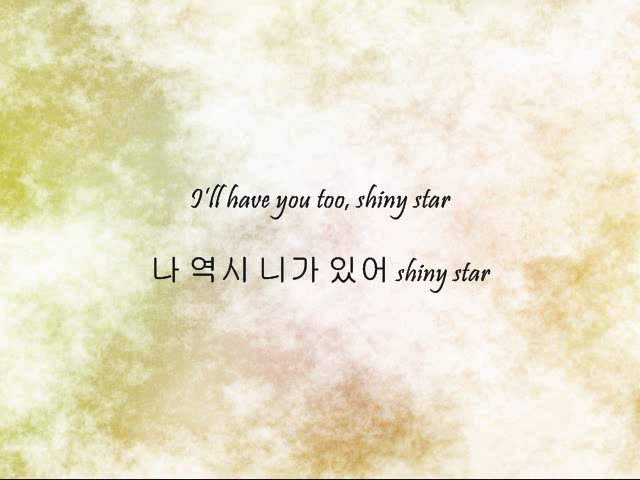 I'll have you too, shiny star
나 역시 니가 있어 shiny star